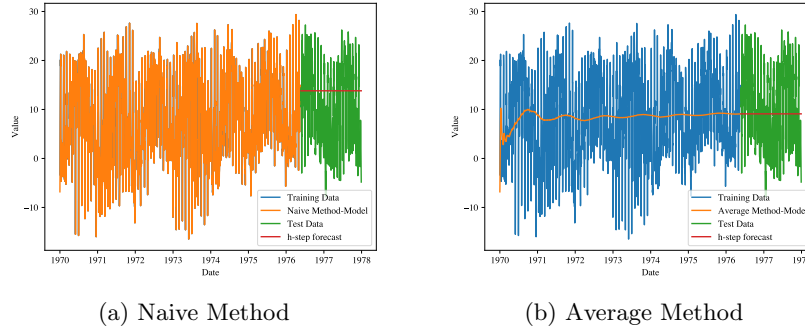 30
20
10
0
−10
Value
Training Data
Naive Method-Model
Test Data
h-step forecast
1970 1971 1972 1973 1974 1975 1976 1977 1978
Date
(a) Naive Method
30
20
10
0
−10
Value
Training Data
Average Method-Model
Test Data
h-step forecast
1970 1971 1972 1973 1974 1975 1976 1977
Date
(b) Average Method